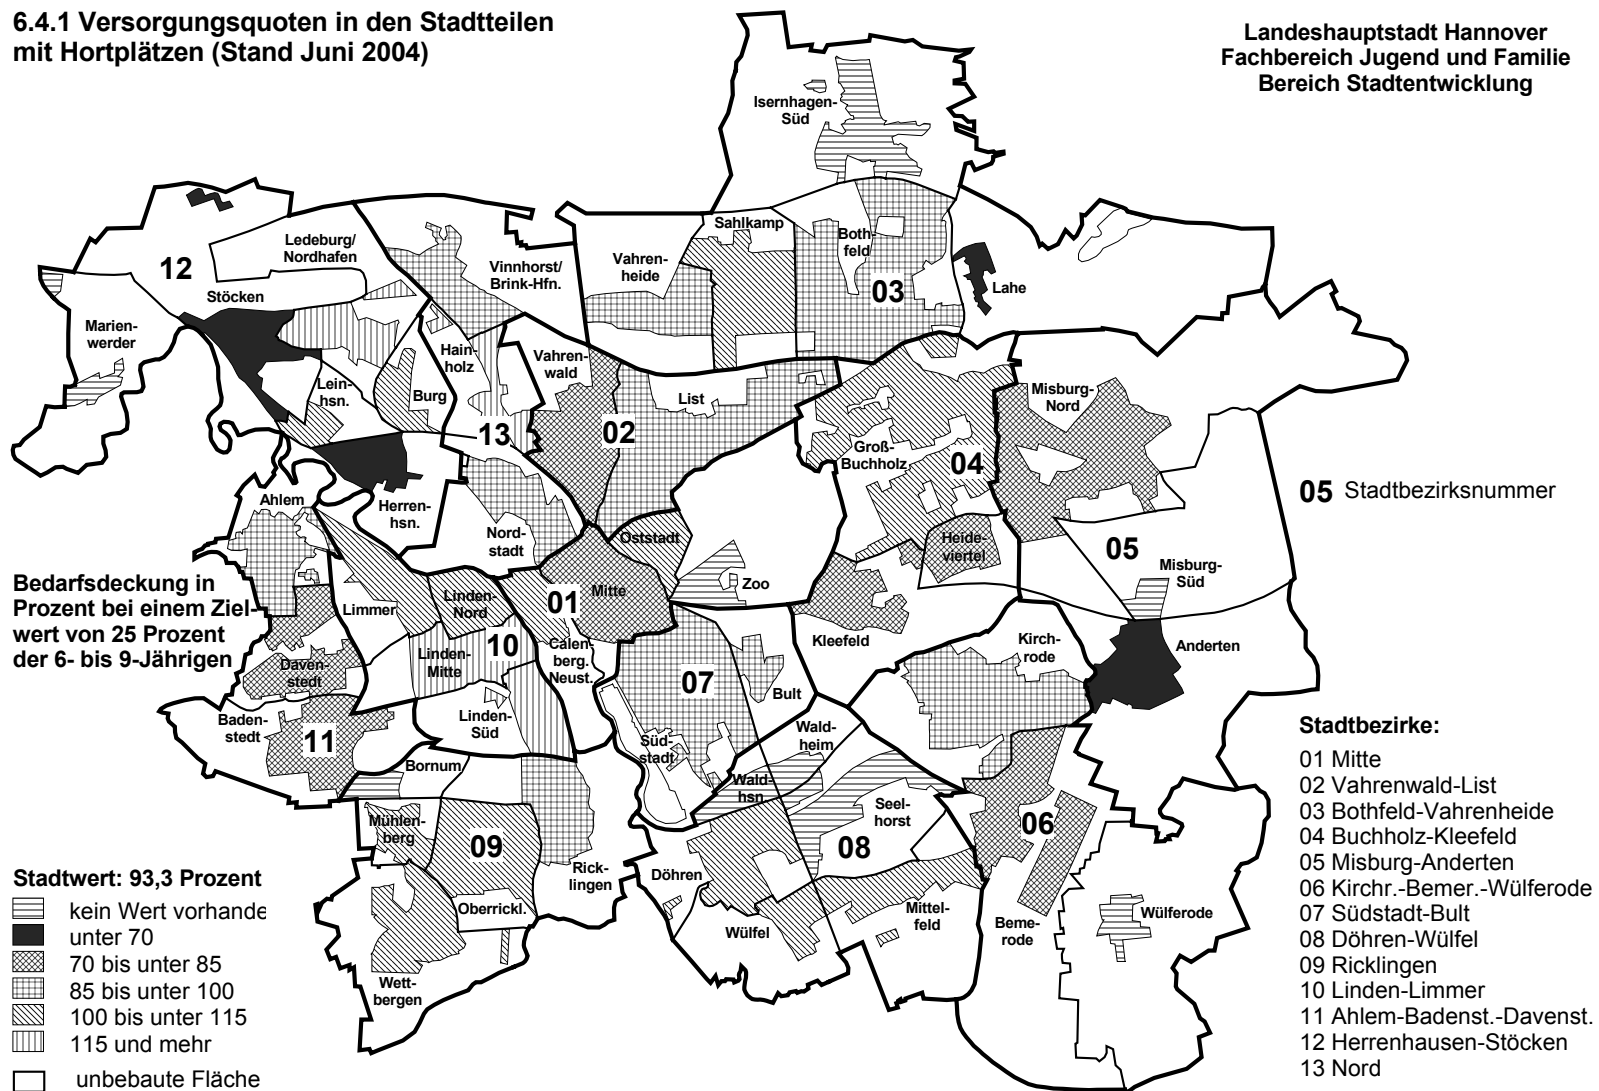 6.4.1 Versorgungsquoten in den Stadtteilen
mit Hortplätzen (Stand Juni 2004)
Landeshauptstadt Hannover
Fachbereich Jugend und Familie
Bereich Stadtentwicklung
Isernhagen-
Süd
Sahlkamp
Both-
feld
Vahren-
heide
03
Lahe
Ledeburg/
Nordhafen
12
Stöcken
Vinnhorst/
Brink-Hfn.
Marien-
werder
Hain-
holz
Vahren-
wald
Lein-
hsn.
Burg
List
Misburg-
Nord
13
02
Groß-
Buchholz
04
05 Stadtbezirksnummer
Ahlem
Herren-
hsn.
Nord-
stadt
Oststadt
Heide-
viertel
05
Misburg-
Süd
Bedarfsdeckung in
Prozent bei einem Ziel-
wert von 25 Prozent
der 6- bis 9-Jährigen
Limmer
Linden-
Nord
01
Mitte
Zoo
Kleefeld
Kirch-
rode
Anderten
Daven-
stedt
Linden-
Mitte
10
Calen-
berg.
Neust.
07
Bult
Baden-
stedt
11
Linden-
Süd
Süd-
stadt
Wald-
heim
Bornum
Wald-
hsn
Seel-
horst
Mühlen-
berg
09
08
06
Rick-
lingen
Döhren
Oberrickl.
Wülfel
Mittel-
feld
Beme-
rode
Wülferode
Wett-
bergen
Stadtwert: 93,3 Prozent
kein Wert vorhande
unter 70
70 bis unter 85
85 bis unter 100
100 bis unter 115
115 und mehr
unbebaute Fläche
Stadtbezirke:
01 Mitte
02 Vahrenwald-List
03 Bothfeld-Vahrenheide
04 Buchholz-Kleefeld
05 Misburg-Anderten
06 Kirchr.-Bemer.-Wülferode
07 Südstadt-Bult
08 Döhren-Wülfel
09 Ricklingen
10 Linden-Limmer
11 Ahlem-Badenst.-Davenst.
12 Herrenhausen-Stöcken
13 Nord